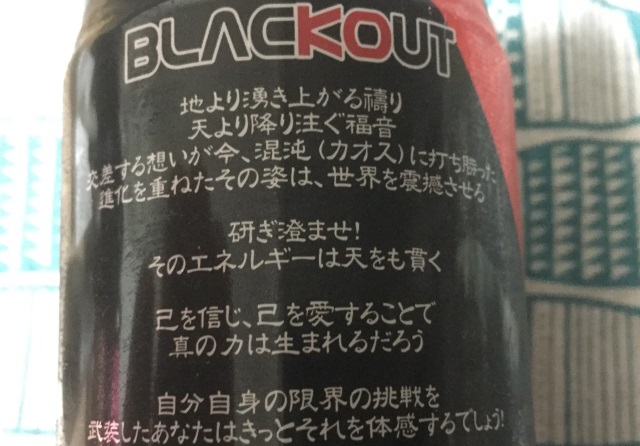 BLACKOUT
地より湧き上がる禱り
天より降り注ぐ福音
交差する想いが今、混沌(カオス)に打ち勝った
進化を重ねたその姿は、世界を震撼させる
研ぎ澄ませ!
そのエネルギーは天をも貫く
己を信じ、己を愛することで
真の力は生まれるだろう
自分自身の限界の挑戦を
武装したあなたはきっとそれを体感するでしょう!